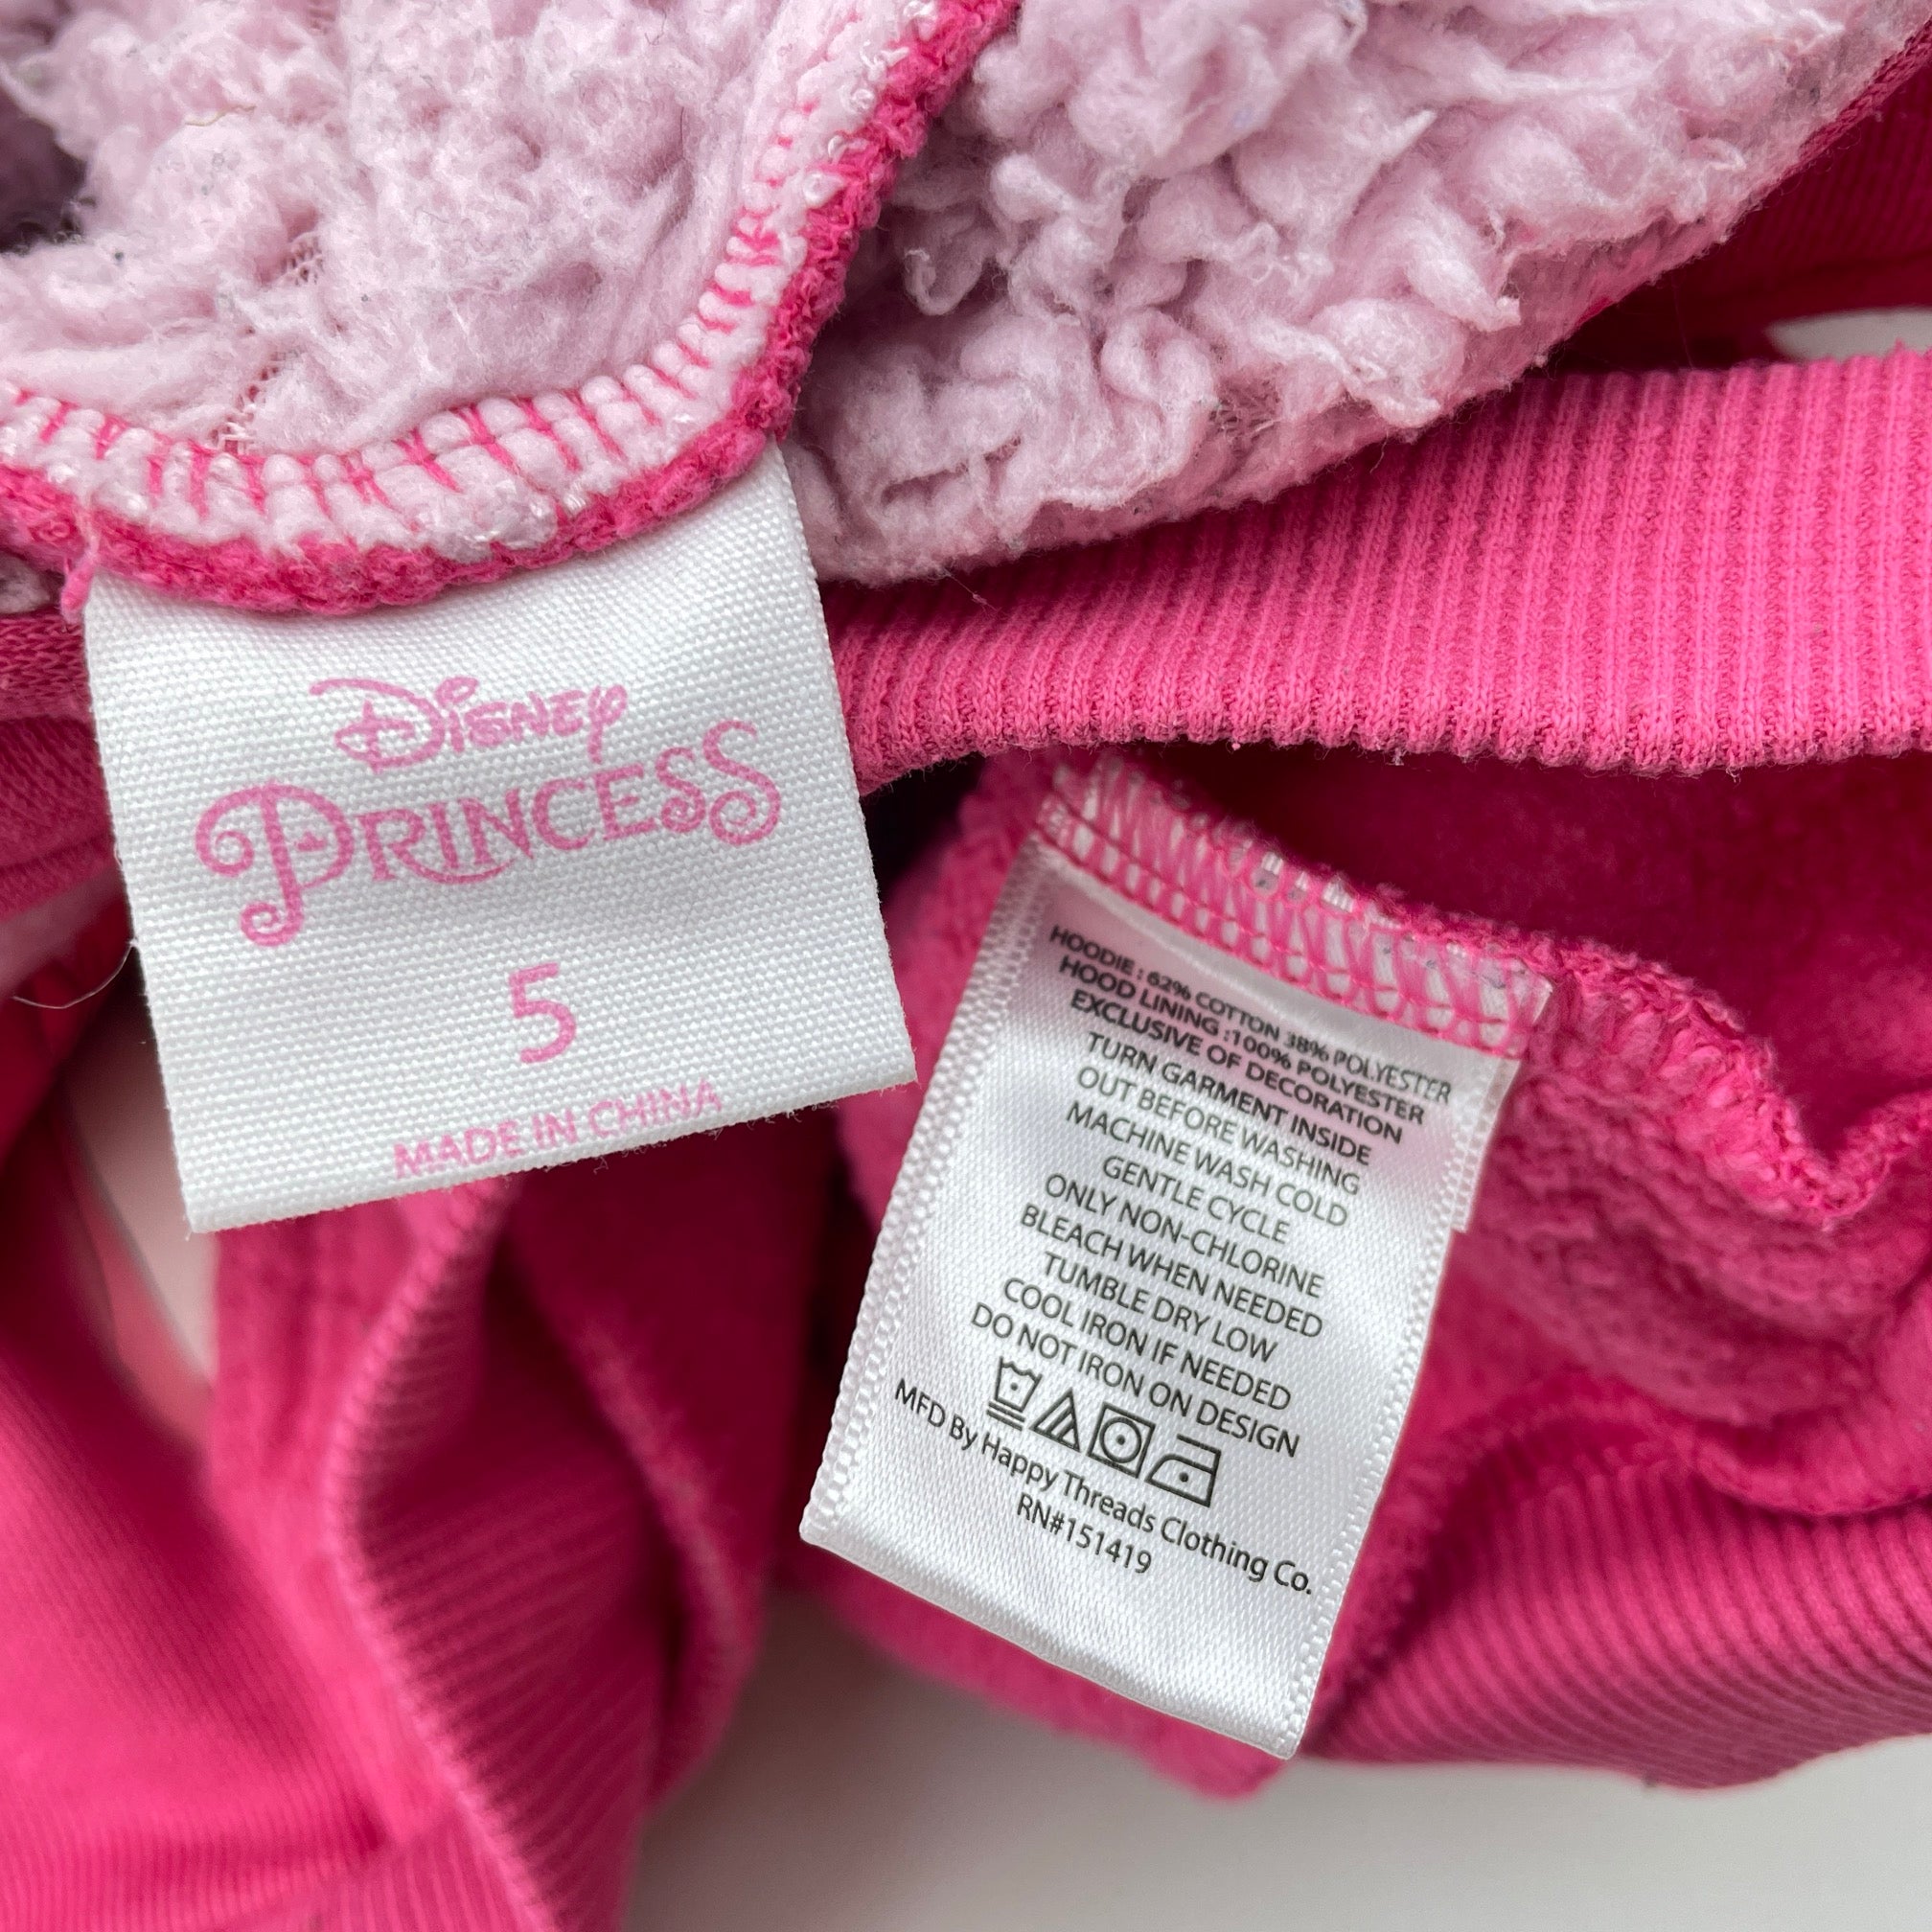 Disney
PRINCESS
5
MADE IN CHINA
HOODIE : 62% COTTON 38% POLYESTER
HOOD LINING :100% POLYESTER
EXCLUSIVE OF DECORATION
TURN GARMENT INSIDE
OUT BEFORE WASHING
MACHINE WASH COLD
GENTLE CYCLE
ONLY NON-CHLORINE
BLEACH WHEN NEEDED
TUMBLE DRY LOW
COOL IRON IF NEEDED
DO NOT IRON ON DESIGN
MFD By Happy Threads Clothing Co.
RN#151419